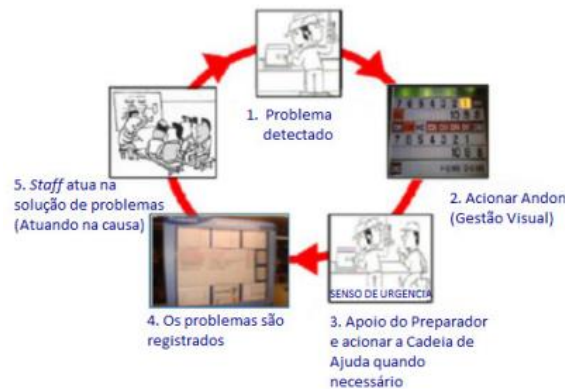 1. Problema
detectado
2. Acionar Andon
(Gestão Visual)
SENSO DE URGENCIA
3. Apoio do Preparador
e acionar a Cadeia de
Ajuda quando
necessário
4. Os problemas são
registrados
5. Staff atua na
solução de problemas
(Atuando na causa)